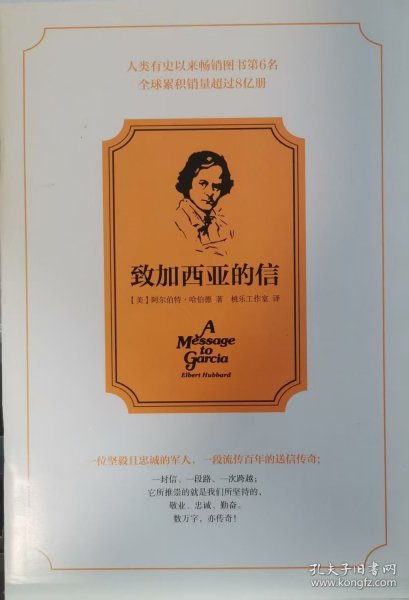 人类有史以来畅销图书第6名
全球累积销量超过8亿册
致加西亚的信
【美】阿尔伯特·哈伯德 著 桃乐工作室 译
A
Message
to
Garcia
Elbert Hubbard
一位坚毅且忠诚的军人，一段流传百年的送信传奇；
一封信、一段路、一次跨越；
它所推崇的就是我们所坚持的，
敬业、忠诚、勤奋。
数万字，亦传奇！
孔夫子旧书网
www.kongfz.com